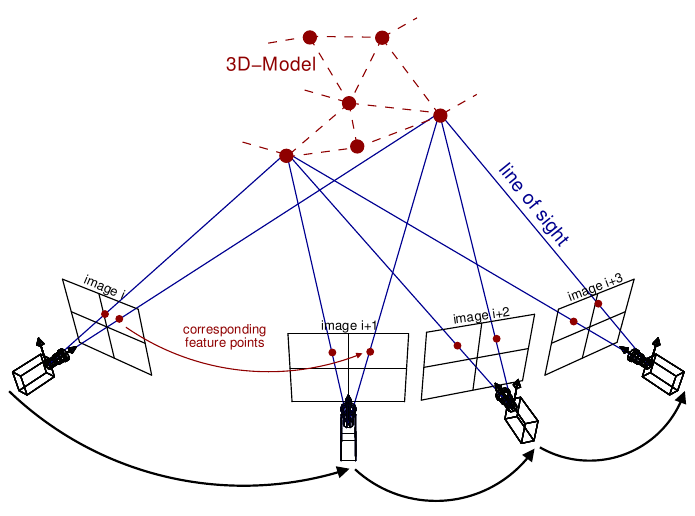 3D−Model
line of sight
image i
image i+1
image i+2
image i+3
corresponding
feature points